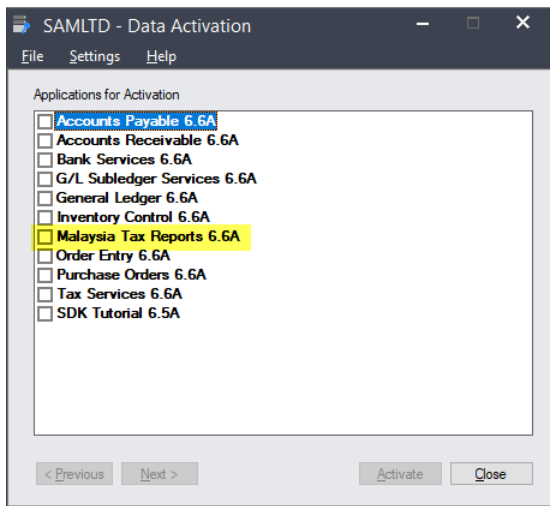 SAMLTD - Data Activation
File Settings Help
Applications for Activation
Accounts Payable 6.6A
Accounts Receivable 6.6A
Bank Services 6.6A
G/L Subledger Services 6.6A
General Ledger 6.6A
Inventory Control 6.6A
Malaysia Tax Reports 6.6A
Order Entry 6.6A
Purchase Orders 6.6A
Tax Services 6.6A
SDK Tutorial 6.5A
< Previous Next > Activate Close